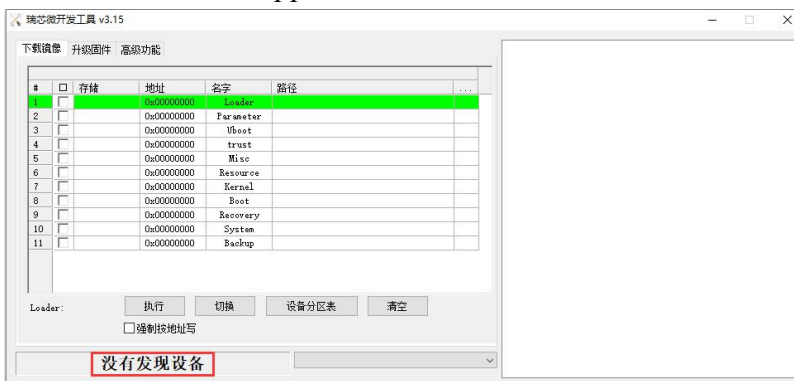 瑞芯微开发工具 v3.15
下载镜像 升级固件 高级功能
# 存储 地址 名字 路径 ...
1 0x00000000 Loader
2 0x00000000 Parameter
3 0x00000000 Uboot
4 0x00000000 trust
5 0x00000000 Misc
6 0x00000000 Resource
7 0x00000000 Kernel
8 0x00000000 Boot
9 0x00000000 Recovery
10 0x00000000 System
11 0x00000000 Backup
Loader: 执行 切换 设备分区表 清空
强制按地址写
没有发现设备